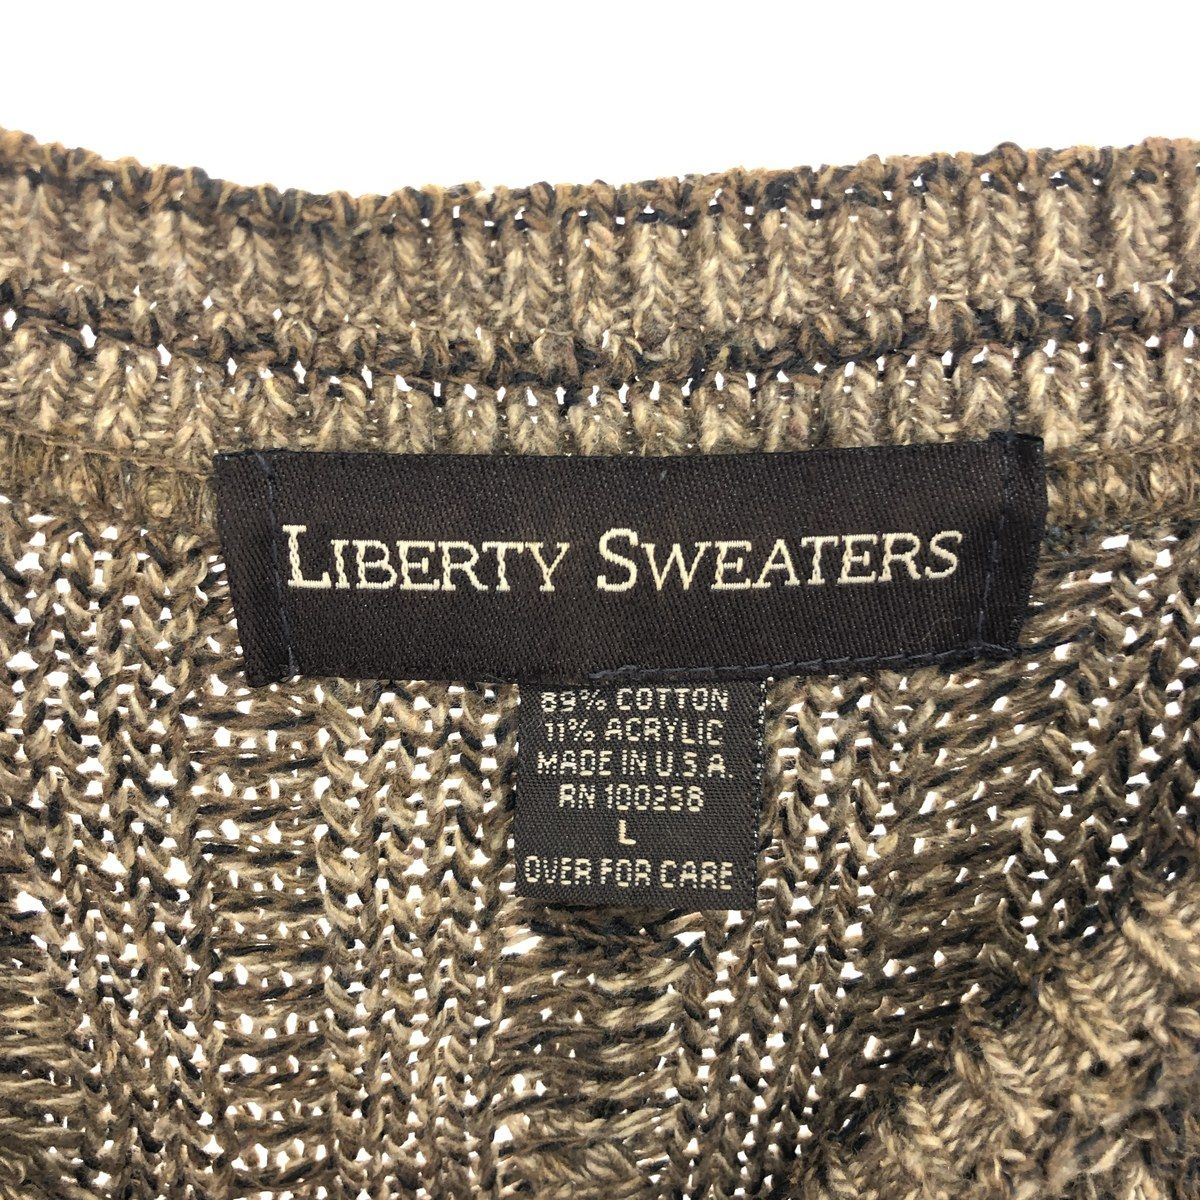 LIBERTY SWEATERS
89% COTTON
11% ACRYLIC
MADE IN U.S.A.
RN 100258
L
OVER FOR CARE